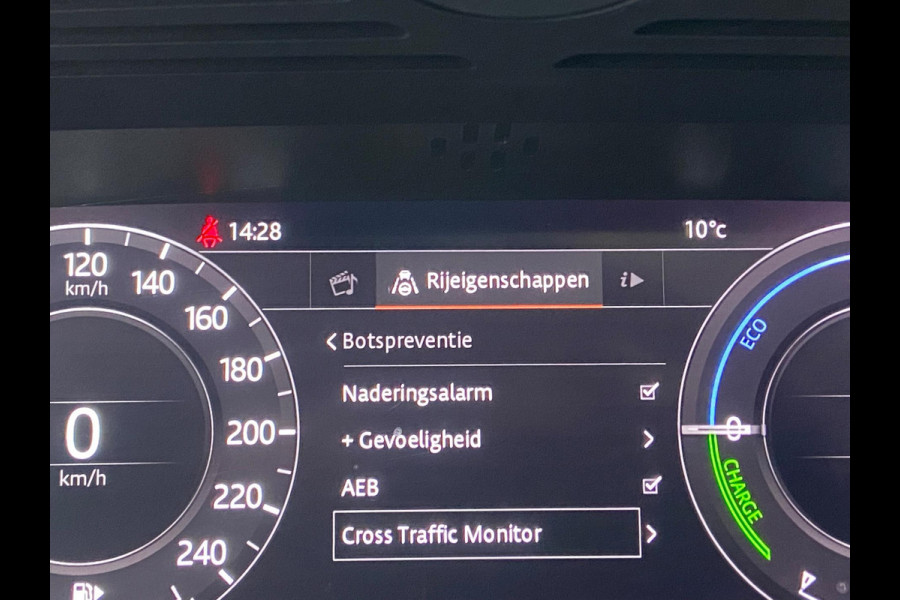 14:28
10°c
120
km/h
140
160
180
200
220
240
0
km/h
Rijeigenschappen
i
Botspreventie
Naderingsalarm
+ Gevoeligheid
AEB
Cross Traffic Monitor
ECO
0
CHARGE